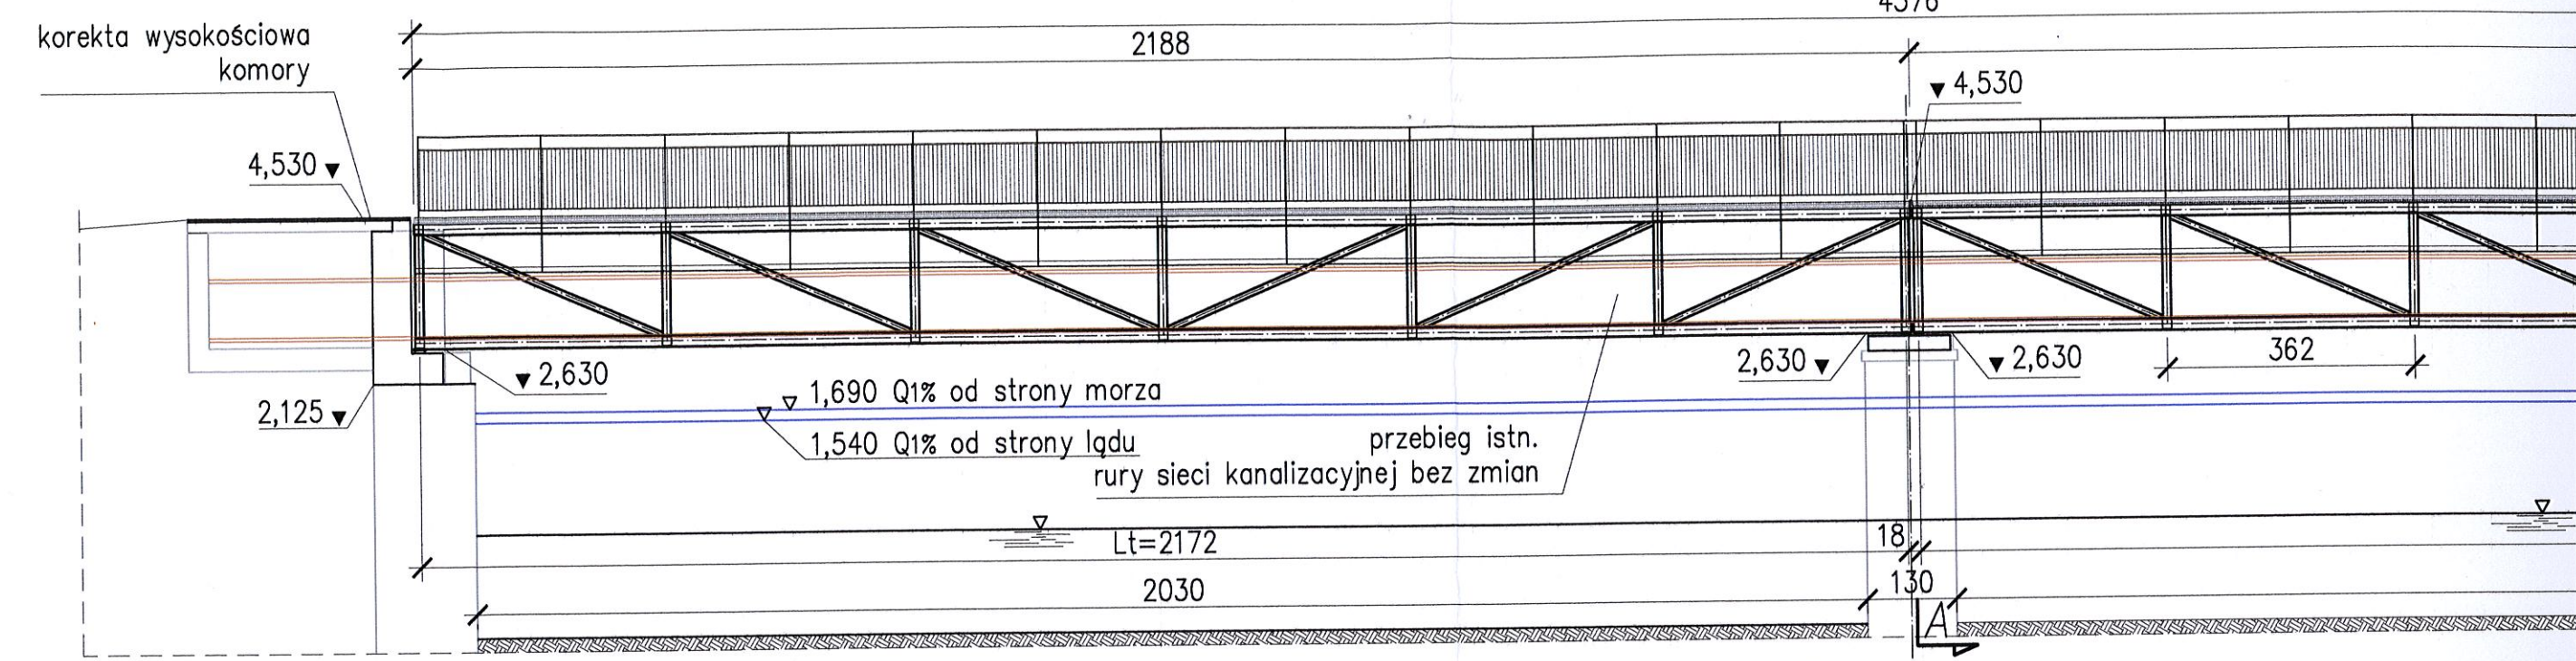 4376
korekta wysokościowa
komory
2188
4,530
4,530
2,630
2,630
2,630
362
2,125
1,690 Q1% od strony morza
1,540 Q1% od strony lądu
przebieg istn.
rury sieci kanalizacyjnej bez zmian
18
Lt=2172
2030
130
A